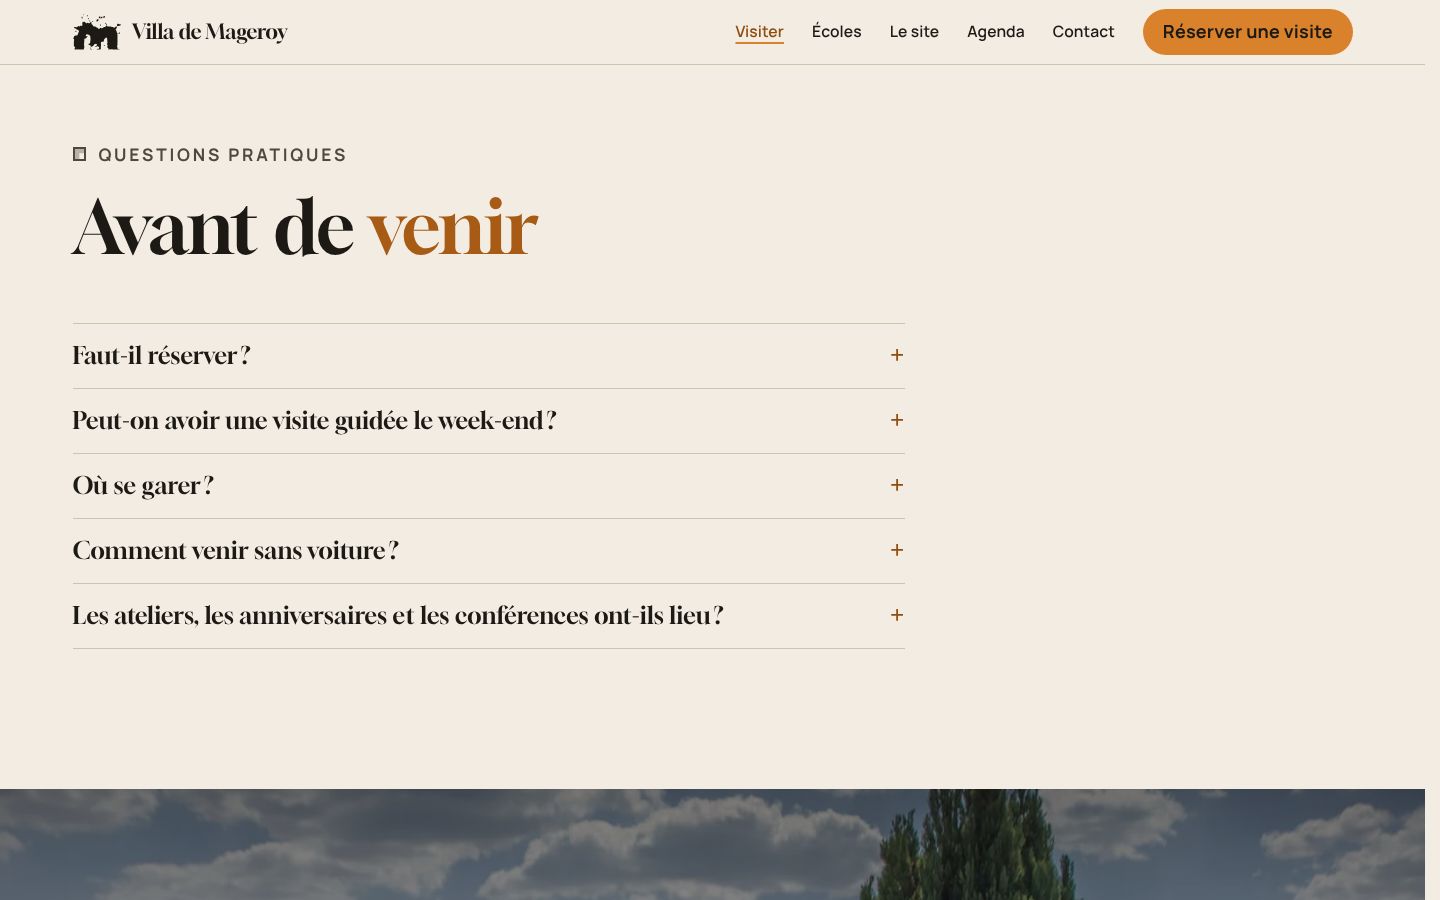 Villa de Mageroy
Visiter
Écoles
Le site
Agenda
Contact
Réserver une visite
QUESTIONS PRATIQUES
Avant de venir
Faut-il réserver ?
Peut-on avoir une visite guidée le week-end ?
Où se garer ?
Comment venir sans voiture ?
Les ateliers, les anniversaires et les conférences ont-ils lieu ?